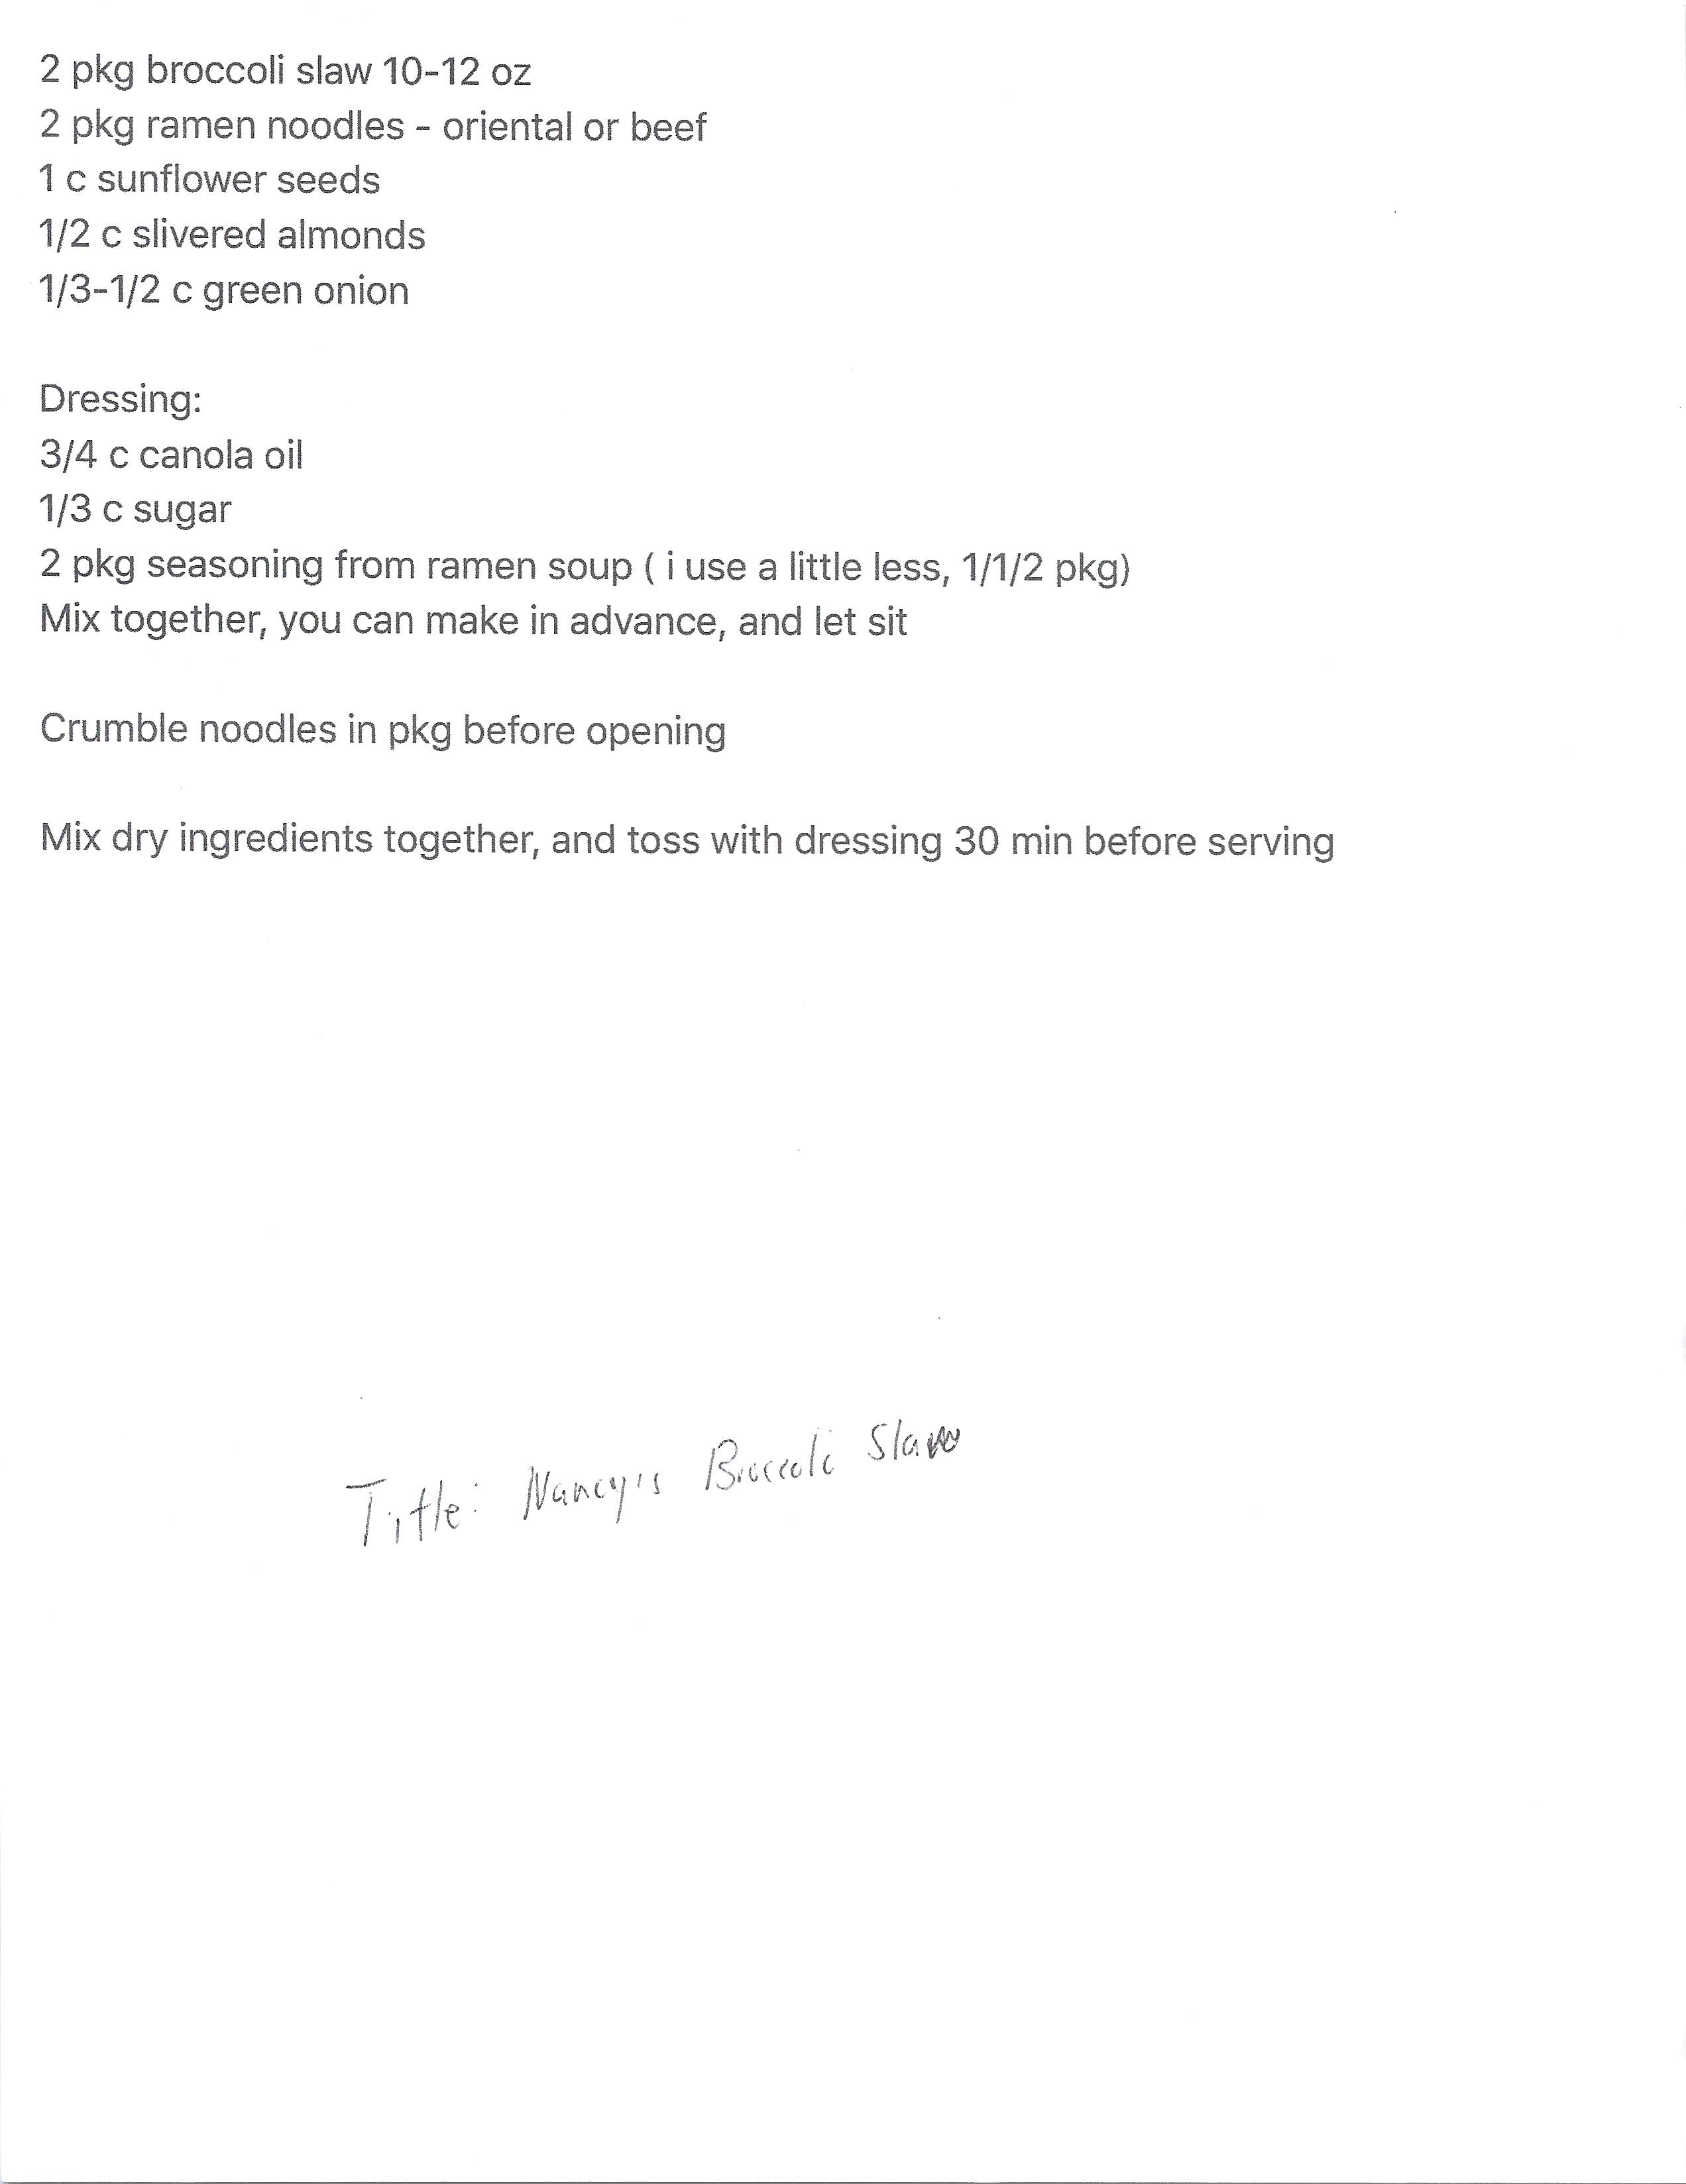 2 pkg broccoli slaw 10-12 oz
2 pkg ramen noodles - oriental or beef
1 c sunflower seeds
1/2 c slivered almonds
1/3-1/2 c green onion
Dressing:
3/4 c canola oil
1/3 c sugar
2 pkg seasoning from ramen soup ( i use a little less, 1/1/2 pkg)
Mix together, you can make in advance, and let sit
Crumble noodles in pkg before opening
Mix dry ingredients together, and toss with dressing 30 min before serving
Title: Nancy's Broccoli Slaw